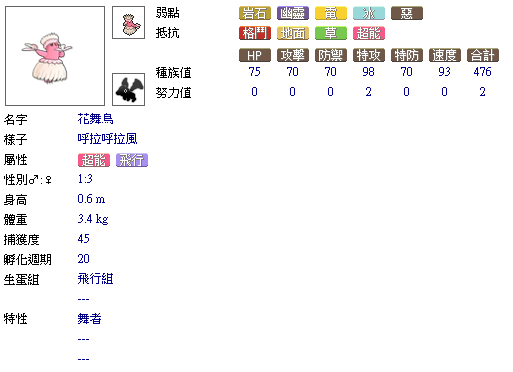 弱點 岩石 幽靈 電 冰 惡
抵抗 格鬥 地面 草 超能
HP 攻擊 防禦 特攻 特防 速度 合計
種族值 75 70 70 98 70 93 476
努力值 0 0 0 2 0 0 2
名字 花舞鳥
樣子 呼拉呼拉風
屬性 超能 飛行
性別♂:♀ 1:3
身高 0.6 m
體重 3.4 kg
捕獲度 45
孵化週期 20
生蛋組 飛行組
---
特性 舞者
---
---